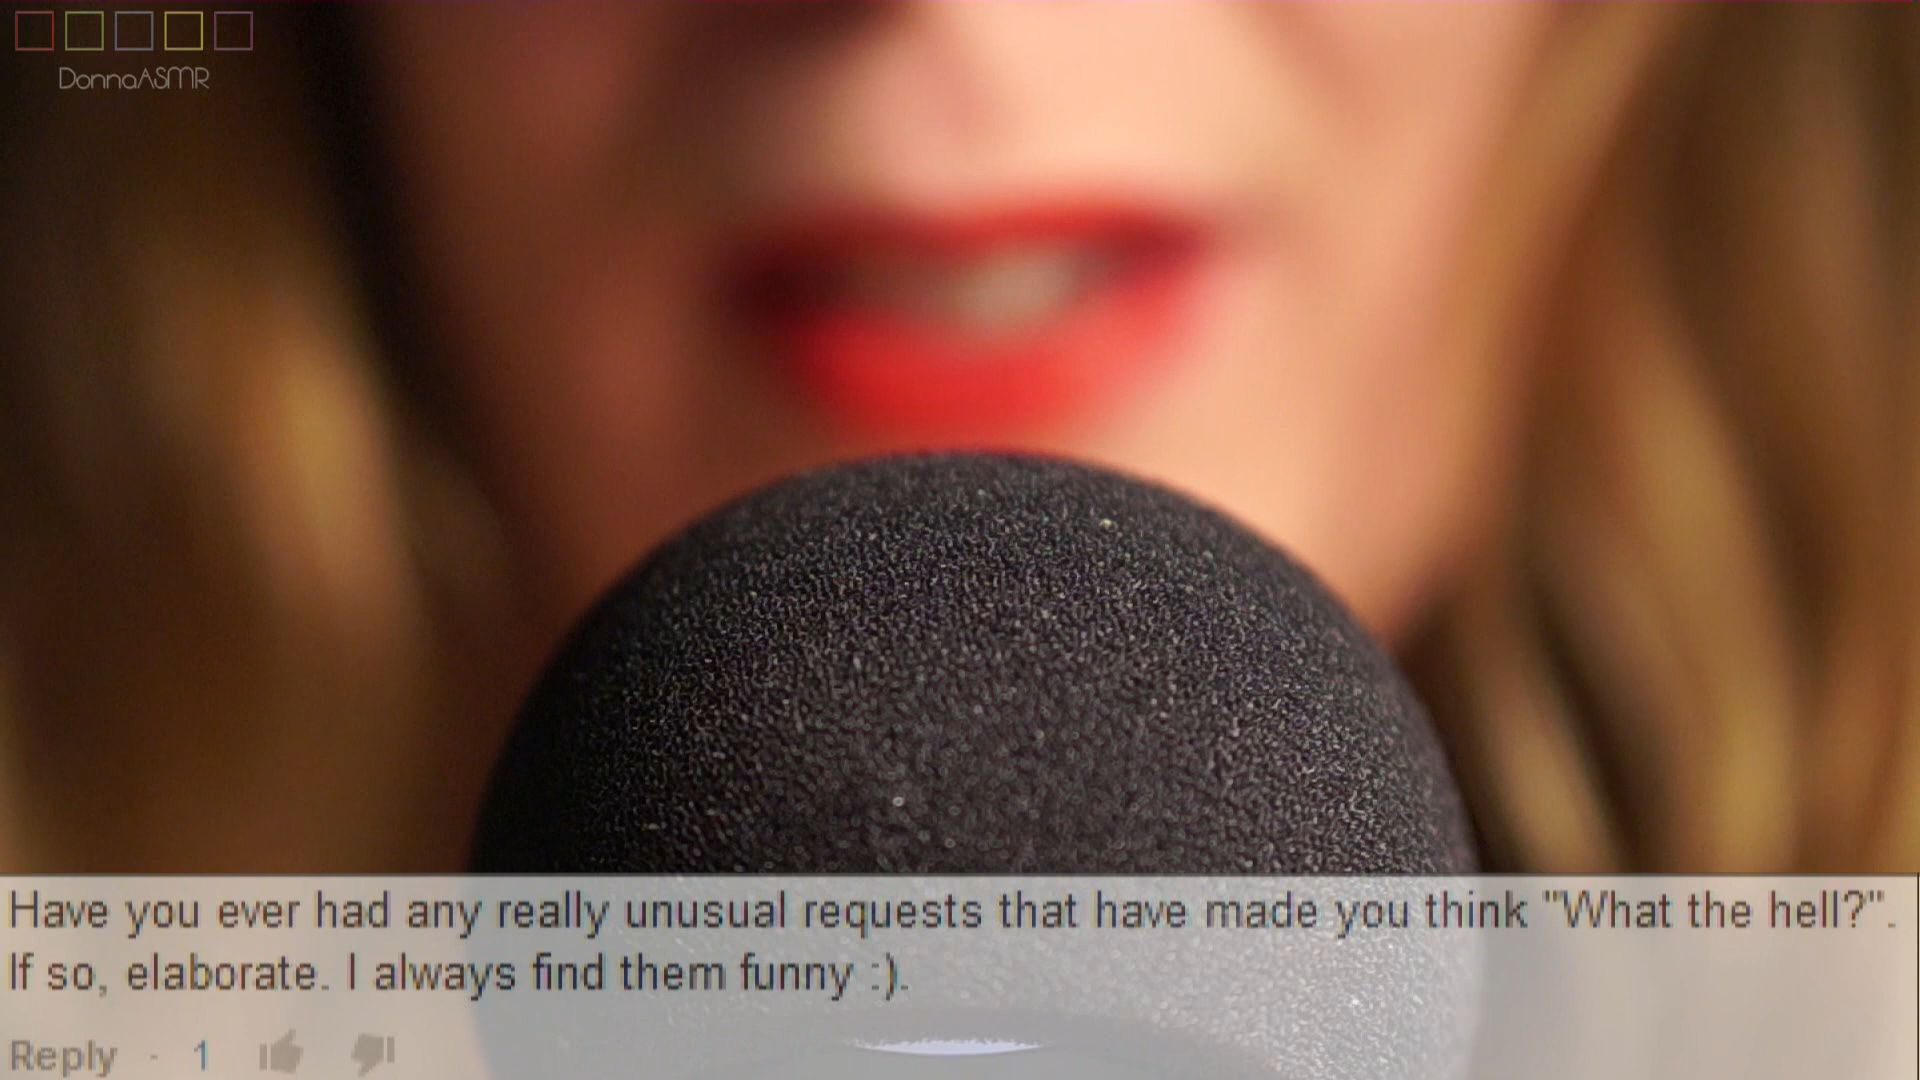 DonnaASMR
Have you ever had any really unusual requests that have made you think "What the hell?".
If so, elaborate. I always find them funny :).
Reply · 1